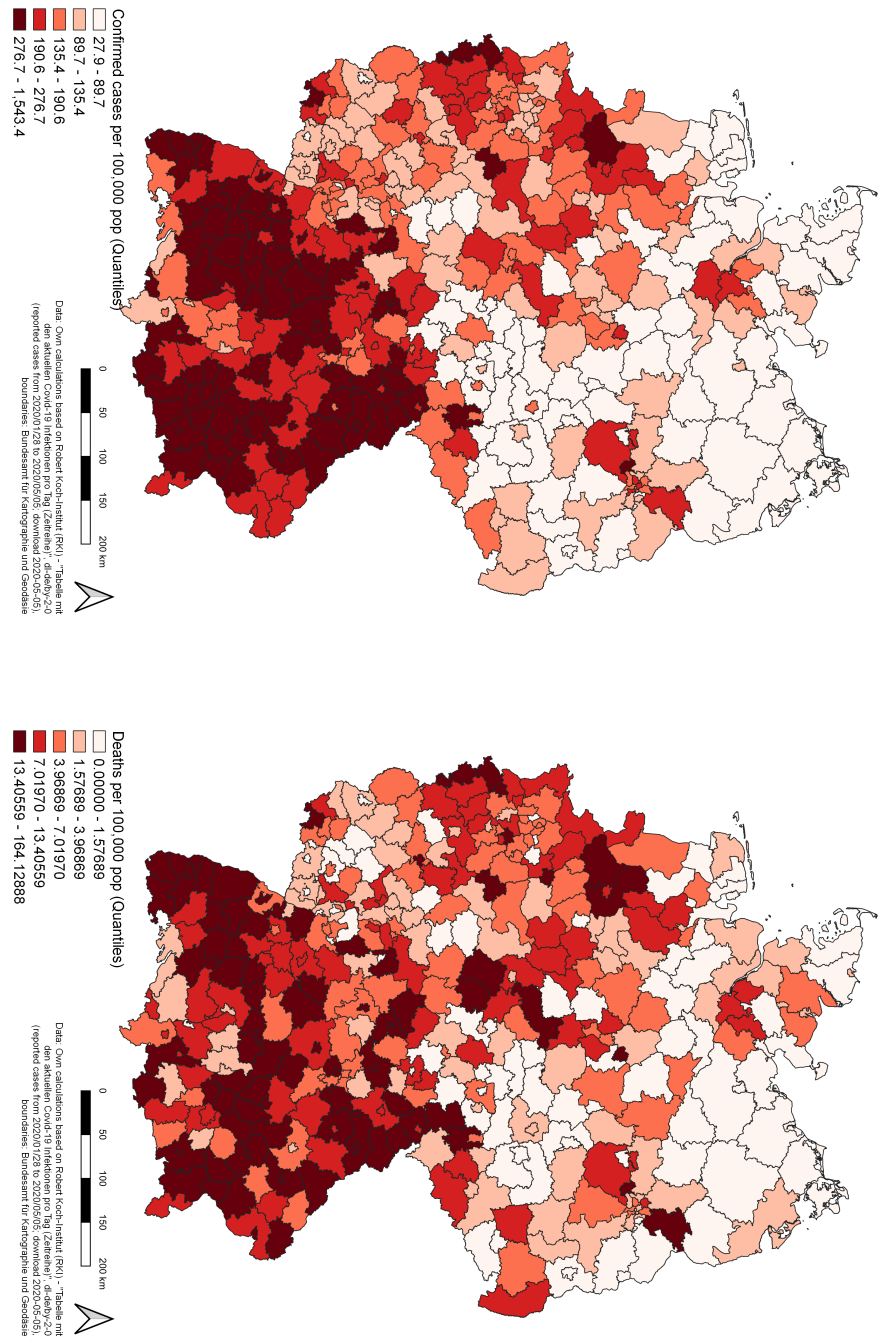 Confirmed cases per 100,000 pop (Quantiles)
27.9 - 89.7
89.7 - 135.4
135.4 - 190.6
190.6 - 276.7
276.7 - 1,543.4
0 50 100 150 200 km
Data: Own calculations based on Robert Koch-Institut (RKI) - "Tabelle mit
den aktuellen Covid-19 Infektionen pro Tag (Zeitreihe)", dl-de/by-2-0
(reported cases from 2020/01/28 to 2020/05/05, download 2020-05-05),
boundaries: Bundesamt für Kartographie und Geodäsie
Deaths per 100,000 pop (Quantiles)
0.00000 - 1.57689
1.57689 - 3.96869
3.96869 - 7.01970
7.01970 - 13.40559
13.40559 - 164.12888
0 50 100 150 200 km
Data: Own calculations based on Robert Koch-Institut (RKI) - "Tabelle mit
den aktuellen Covid-19 Infektionen pro Tag (Zeitreihe)", dl-de/by-2-0
(reported cases from 2020/01/28 to 2020/05/05, download 2020-05-05),
boundaries: Bundesamt für Kartographie und Geodäsie